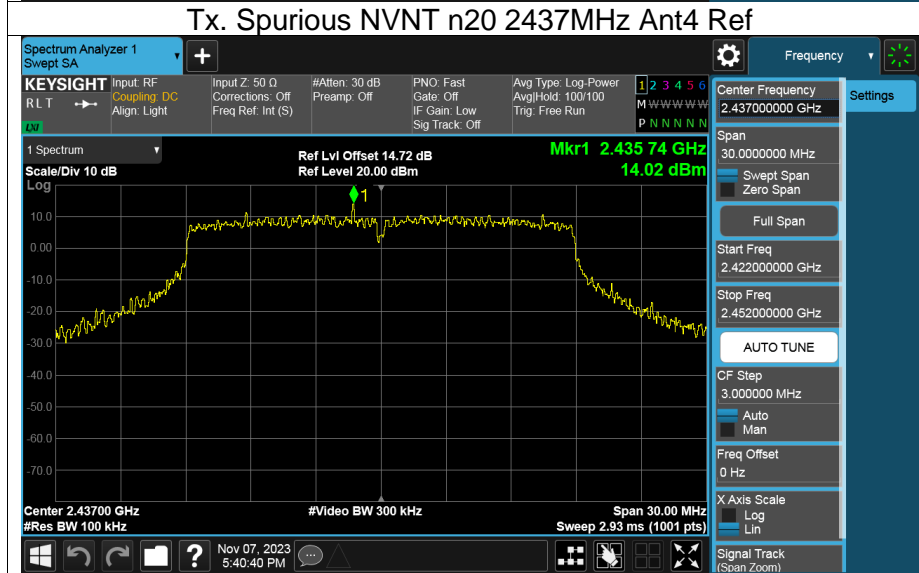 Tx. Spurious NVNT n20 2437MHz Ant4 Ref
Spectrum Analyzer 1
Swept SA
+
Frequency
KEYSIGHT
RLT
LXI
Input: RF
Coupling: DC
Align: Light
Input Z: 50 Ω
Corrections: Off
Freq Ref: Int (S)
#Atten: 30 dB
Preamp: Off
PNO: Fast
Gate: Off
IF Gain: Low
Sig Track: Off
Avg Type: Log-Power
Avg|Hold: 100/100
Trig: Free Run
1 2 3 4 5 6
M W W W W W
P N N N N N
1 Spectrum
Scale/Div 10 dB
Ref Lvl Offset 14.72 dB
Ref Level 20.00 dBm
Mkr1 2.435 74 GHz
14.02 dBm
Log
1
10.0
0.00
-10.0
-20.0
-30.0
-40.0
-50.0
-60.0
-70.0
Center 2.43700 GHz
#Res BW 100 kHz
#Video BW 300 kHz
Span 30.00 MHz
Sweep 2.93 ms (1001 pts)
?
Nov 07, 2023
5:40:40 PM
Center Frequency
2.437000000 GHz
Settings
Span
30.0000000 MHz
Swept Span
Zero Span
Full Span
Start Freq
2.422000000 GHz
Stop Freq
2.452000000 GHz
AUTO TUNE
CF Step
3.000000 MHz
Auto
Man
Freq Offset
0 Hz
X Axis Scale
Log
Lin
Signal Track
(Span Zoom)